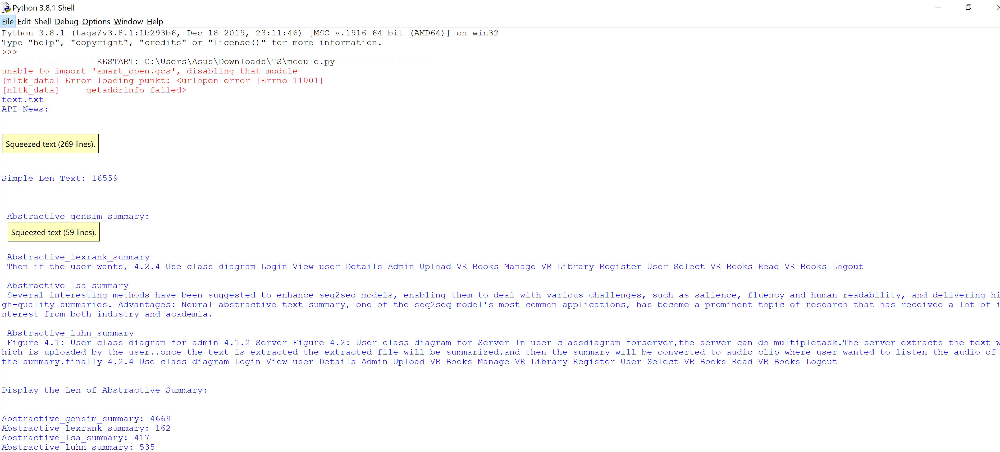 Python 3.8.1 Shell
File Edit Shell Debug Options Window Help
Python 3.8.1 (tags/v3.8.1:1b293b6, Dec 18 2019, 23:11:46) [MSC v.1916 64 bit (AMD64)] on win32
Type "help", "copyright", "credits" or "license()" for more information.
>>>
================= RESTART: C:\Users\Asus\Downloads\TS\module.py ================
unable to import 'smart_open.gcs', disabling that module
[nltk_data] Error loading punkt: <urlopen error [Errno 11001]
[nltk_data]     getaddrinfo failed>
text.txt
API-News:
Squeezed text (269 lines).
Simple Len_Text: 16559
Abstractive_gensim_summary:
Squeezed text (59 lines).
Abstractive_lexrank_summary
Then if the user wants, 4.2.4 Use class diagram Login View user Details Admin Upload VR Books Manage VR Library Register User Select VR Books Read VR Books Logout
Abstractive_lsa_summary
Several interesting methods have been suggested to enhance seq2seq models, enabling them to deal with various challenges, such as salience, fluency and human readability, and delivering hi
gh-quality summaries. Advantages: Neural abstractive text summary, one of the seq2seq model's most common applications, has become a prominent topic of research that has received a lot of i
nterest from both industry and academia.
Abstractive_luhn_summary
Figure 4.1: User class diagram for admin 4.1.2 Server Figure 4.2: User class diagram for Server In user classdiagram forserver,the server can do multipletask.The server extracts the text w
hich is uploaded by the user..once the text is extracted the extracted file will be summarized.and then the summary will be converted to audio clip where user wanted to listen the audio of
the summary.finally 4.2.4 Use class diagram Login View user Details Admin Upload VR Books Manage VR Library Register User Select VR Books Read VR Books Logout
Display the Len of Abstractive Summary:
Abstractive_gensim_summary: 4669
Abstractive_lexrank_summary: 162
Abstractive_lsa_summary: 417
Abstractive_luhn_summary: 535